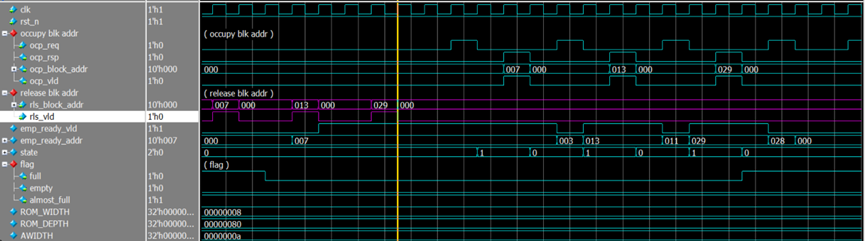 clk 1'h1
rst_n 1'h1
occupy blk addr ( occupy blk addr )
ocp_req 1'h0
ocp_rsp 1'h0
ocp_block_addr 10'h000 000 007 000 013 000 029 000
ocp_vld 1'h0
release blk addr ( release blk addr )
rls_block_addr 10'h000 007 000 013 000 029 000
rls_vld 1'h0
emp_ready_vld 1'h1
emp_ready_addr 10'h007 000 007 003 013 011 029 028 000
state 2'h0 0 1 0 1 0 1 0
flag ( flag )
full 1'h0
empty 1'h0
almost_full 1'h1
ROM_WIDTH 32'h00000... 00000008
ROM_DEPTH 32'h00000... 00000080
AWIDTH 32'h00000... 0000000a